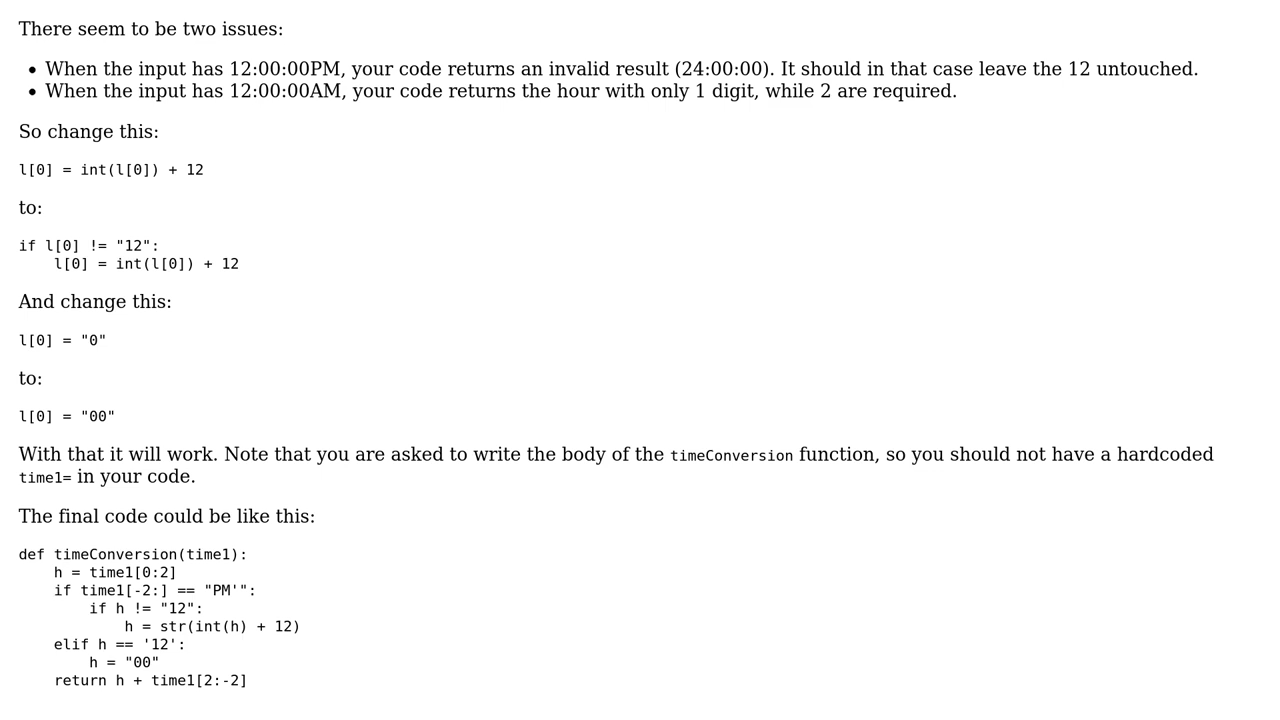 There seem to be two issues:
• When the input has 12:00:00PM, your code returns an invalid result (24:00:00). It should in that case leave the 12 untouched.
• When the input has 12:00:00AM, your code returns the hour with only 1 digit, while 2 are required.
So change this:
l[0] = int(l[0]) + 12
to:
if l[0] != "12":
    l[0] = int(l[0]) + 12
And change this:
l[0] = "0"
to:
l[0] = "00"
With that it will work. Note that you are asked to write the body of the timeConversion function, so you should not have a hardcoded
time1= in your code.
The final code could be like this:
def timeConversion(time1):
    h = time1[0:2]
    if time1[-2:] == "PM'":
        if h != "12":
            h = str(int(h) + 12)
    elif h == '12':
        h = "00"
    return h + time1[2:-2]